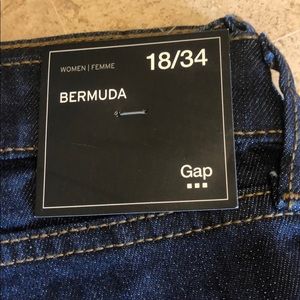 WOMEN | FEMME
18/34
BERMUDA
Gap